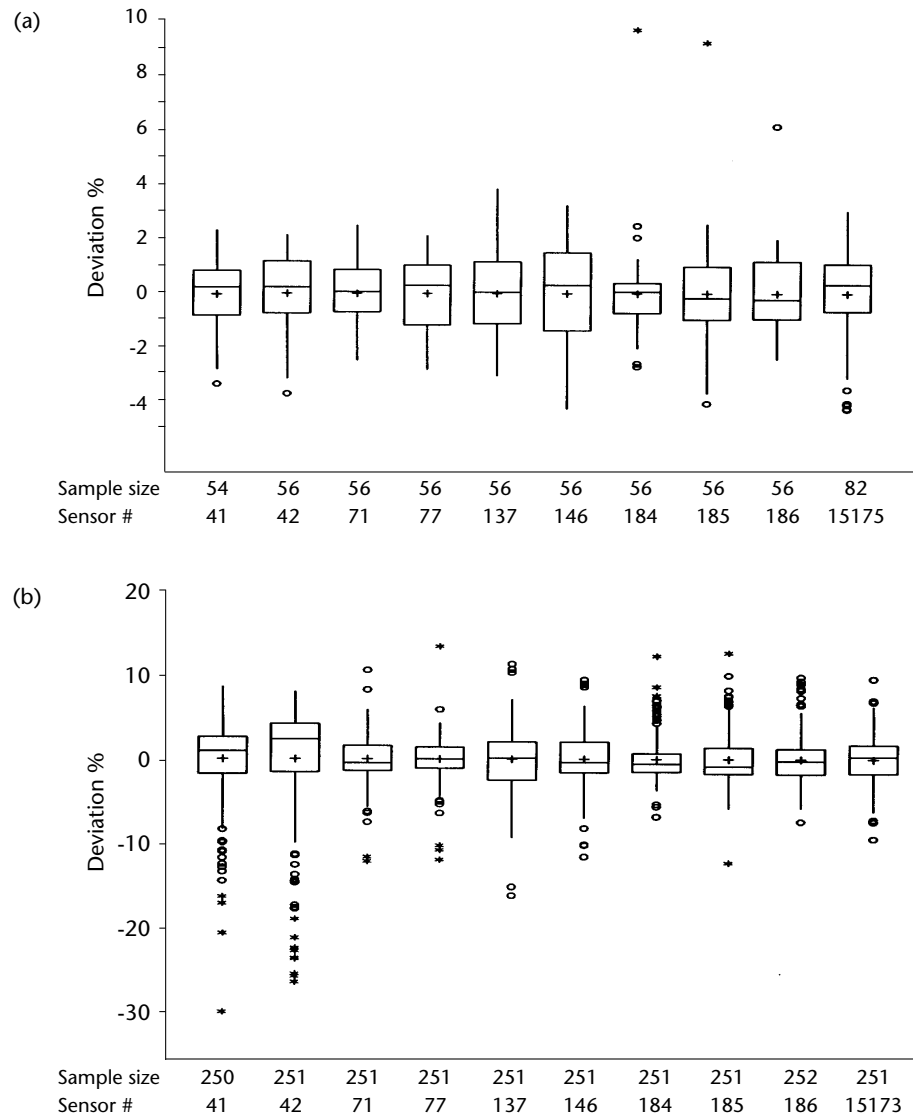 (a)
10
8
6
4
2
0
-2
-4
Deviation %
Sample size 54 56 56 56 56 56 56 56 56 82
Sensor # 41 42 71 77 137 146 184 185 186 15175
(b)
20
10
0
-10
-20
-30
Deviation %
Sample size 250 251 251 251 251 251 251 251 252 251
Sensor # 41 42 71 77 137 146 184 185 186 15173